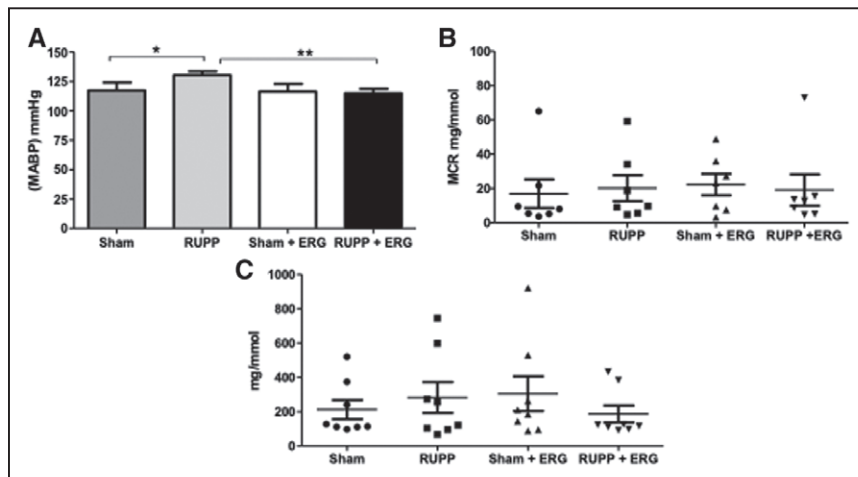 A
(MABP) mmHg
150
125
100
75
50
25
0
*
**
Sham
RUPP
Sham + ERG
RUPP + ERG
B
MCR mg/mmol
100
80
60
40
20
0
Sham
RUPP
Sham + ERG
RUPP +ERG
C
mg/mmol
1000
800
600
400
200
0
Sham
RUPP
Sham + ERG
RUPP + ERG